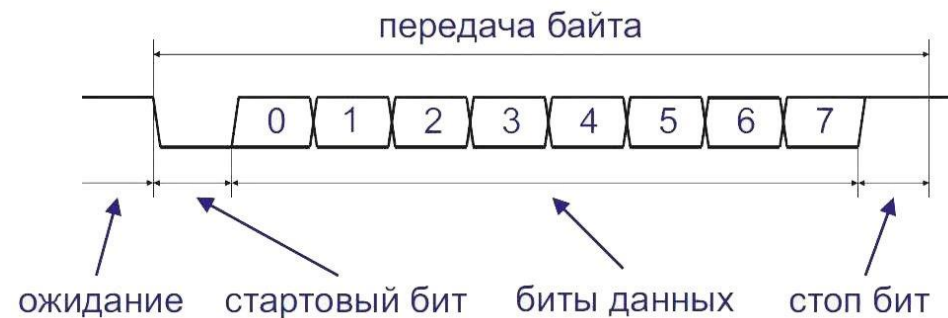 передача байта
0 1 2 3 4 5 6 7
ожидание стартовый бит биты данных стоп бит